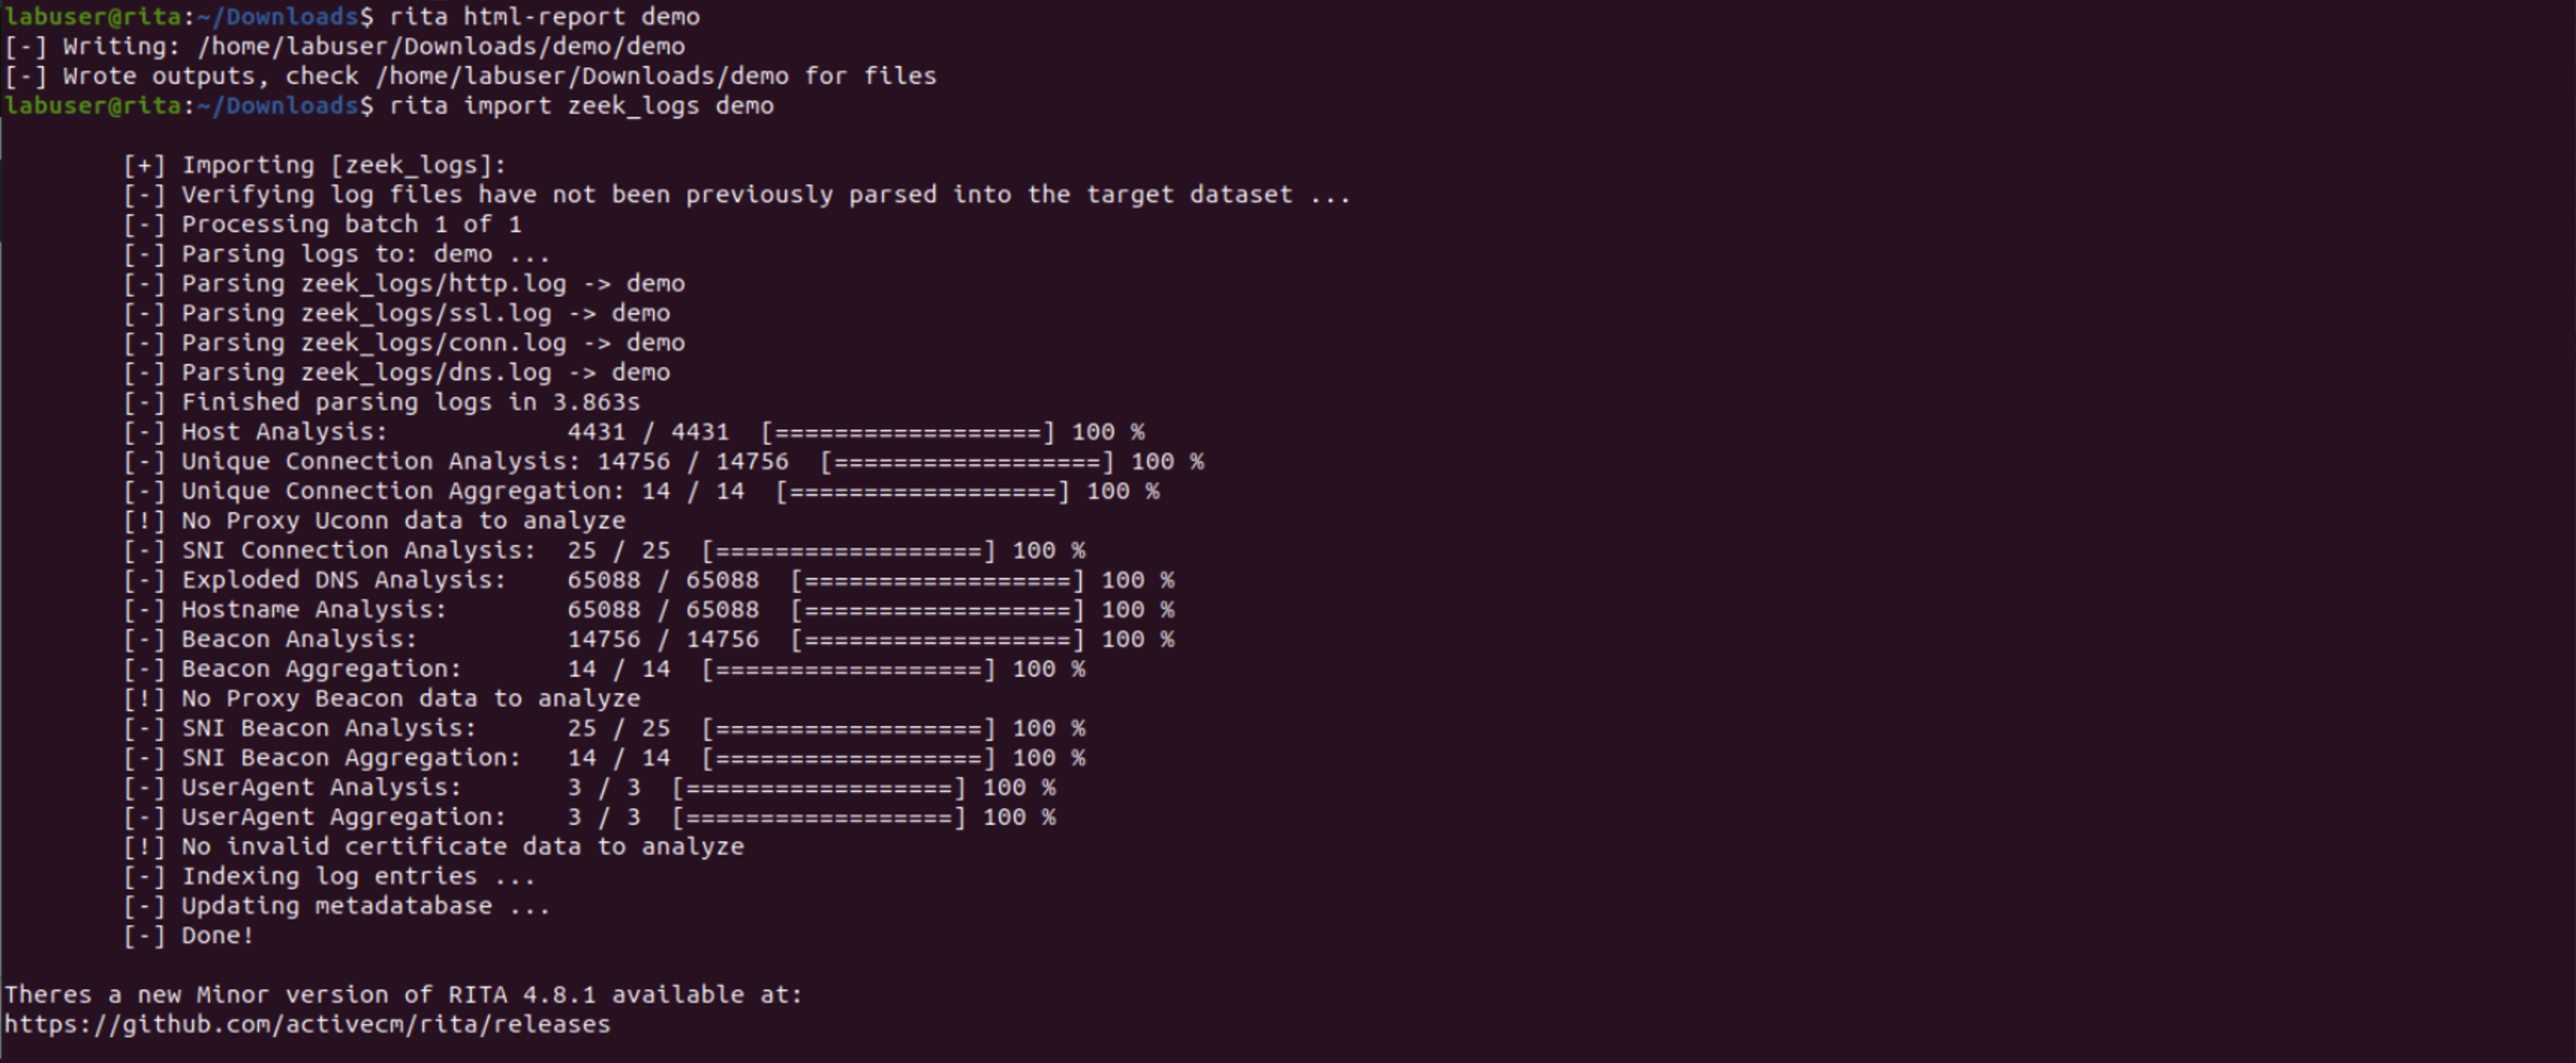 labuser@rita:~/Downloads$ rita html-report demo
[-] Writing: /home/labuser/Downloads/demo/demo
[-] Wrote outputs, check /home/labuser/Downloads/demo for files
labuser@rita:~/Downloads$ rita import zeek_logs demo
[+] Importing [zeek_logs]:
[-] Verifying log files have not been previously parsed into the target dataset ...
[-] Processing batch 1 of 1
[-] Parsing logs to: demo ...
[-] Parsing zeek_logs/http.log -> demo
[-] Parsing zeek_logs/ssl.log -> demo
[-] Parsing zeek_logs/conn.log -> demo
[-] Parsing zeek_logs/dns.log -> demo
[-] Finished parsing logs in 3.863s
[-] Host Analysis:            4431 / 4431  [==================] 100 %
[-] Unique Connection Analysis: 14756 / 14756  [==================] 100 %
[-] Unique Connection Aggregation: 14 / 14  [==================] 100 %
[!] No Proxy Uconn data to analyze
[-] SNI Connection Analysis:  25 / 25  [==================] 100 %
[-] Exploded DNS Analysis:    65088 / 65088  [==================] 100 %
[-] Hostname Analysis:        65088 / 65088  [==================] 100 %
[-] Beacon Analysis:          14756 / 14756  [==================] 100 %
[-] Beacon Aggregation:       14 / 14  [==================] 100 %
[!] No Proxy Beacon data to analyze
[-] SNI Beacon Analysis:      25 / 25  [==================] 100 %
[-] SNI Beacon Aggregation:   14 / 14  [==================] 100 %
[-] UserAgent Analysis:       3 / 3  [==================] 100 %
[-] UserAgent Aggregation:    3 / 3  [==================] 100 %
[!] No invalid certificate data to analyze
[-] Indexing log entries ...
[-] Updating metadatabase ...
[-] Done!
Theres a new Minor version of RITA 4.8.1 available at:
https://github.com/activecm/rita/releases